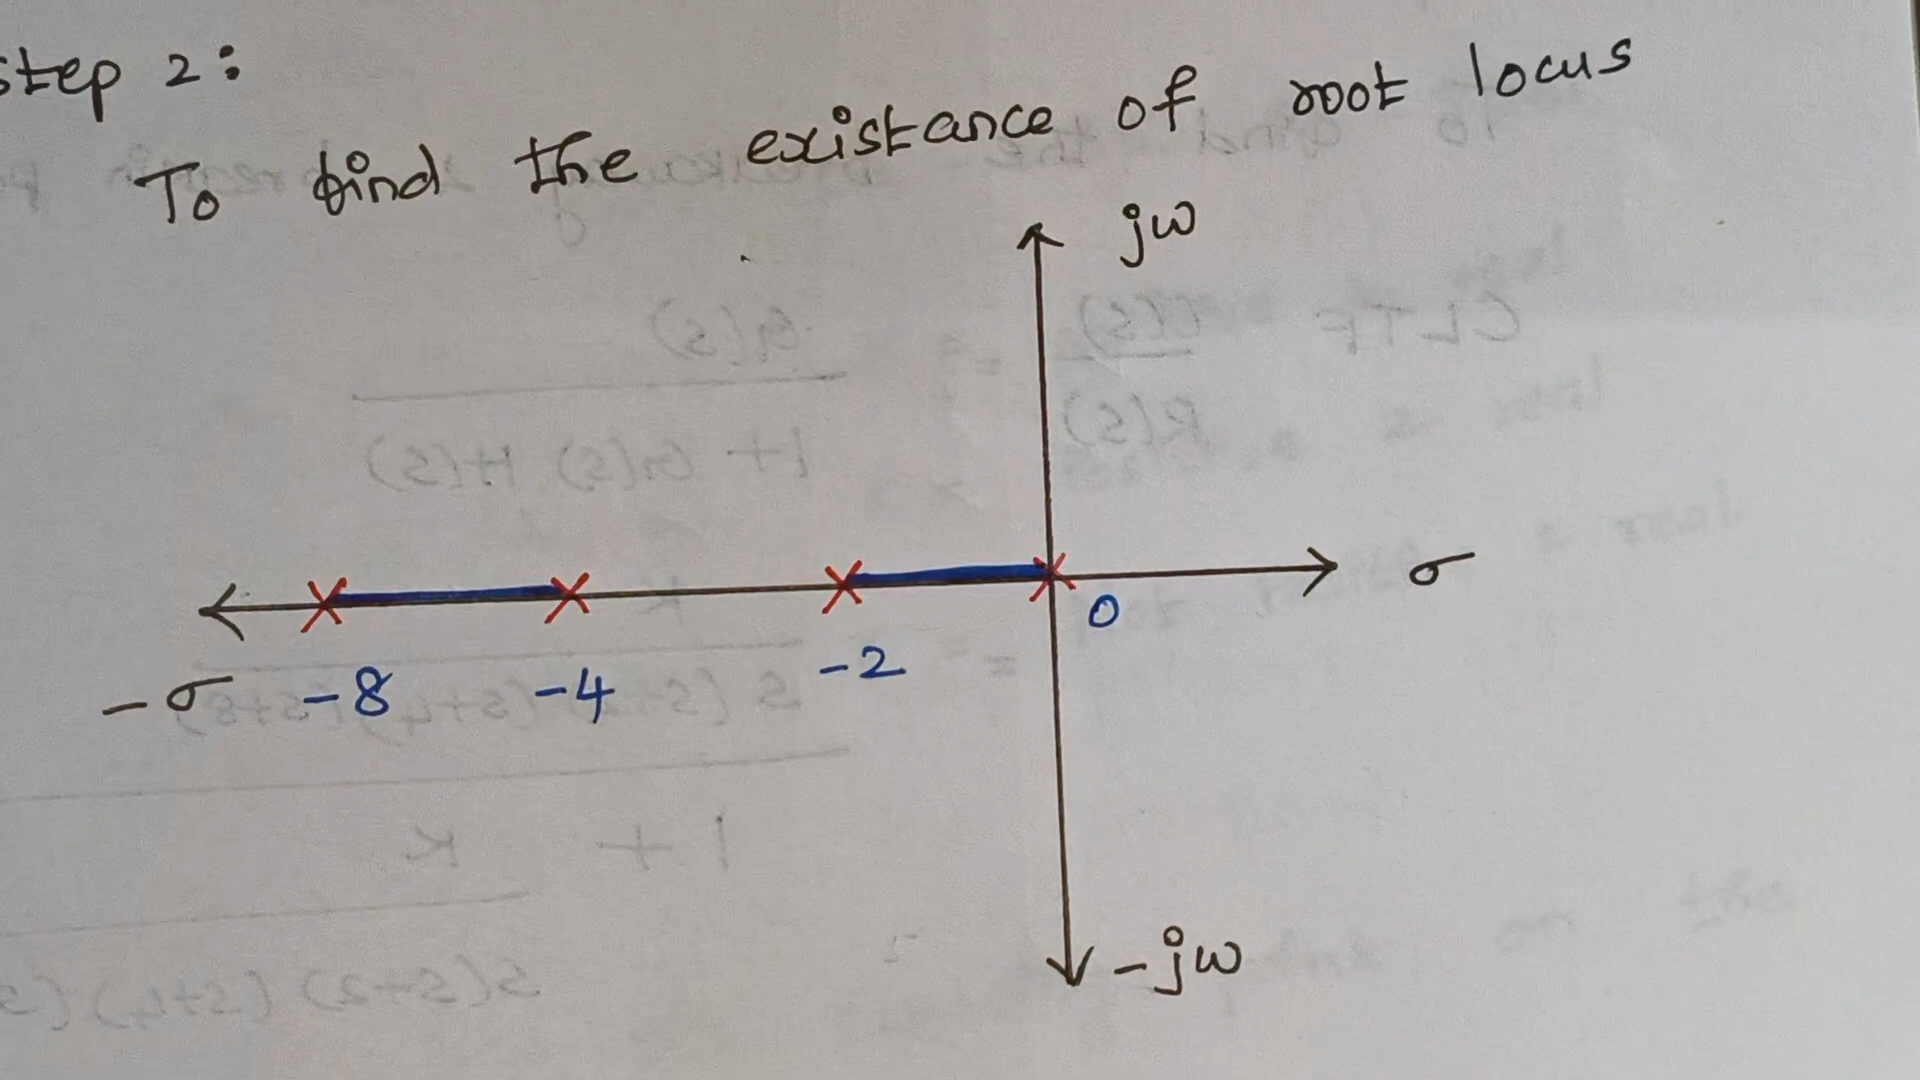 step 2:
To find the existance of root locus
jω
σ
0
-σ -8 -4 -2
-jω